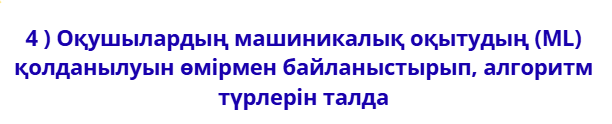 4 ) Оқушылардың машиникалық оқытудың (ML)
қолданылуын өмірмен байланыстырып, алгоритм
түрлерін талда